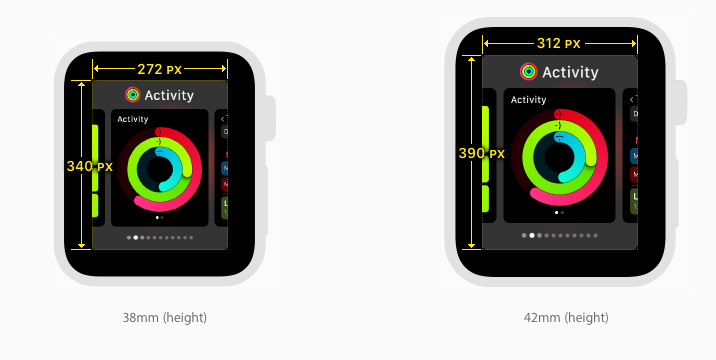 272 PX
Activity
Activity
340 PX
38mm (height)
312 PX
Activity
Activity
390 PX
42mm (height)